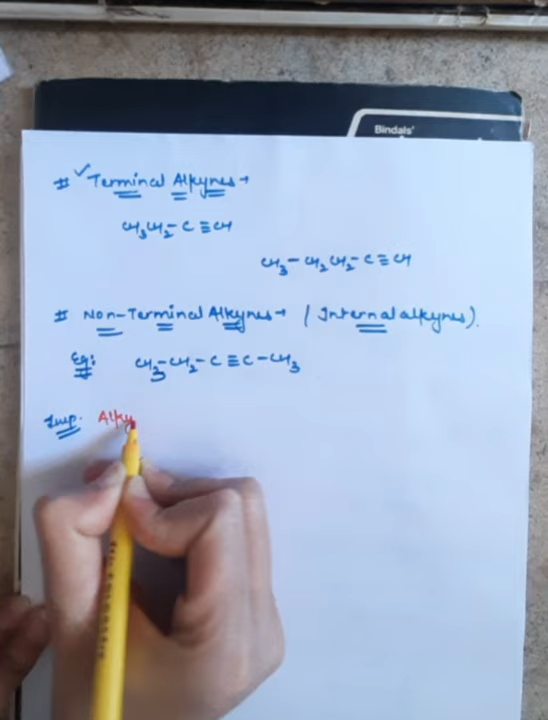 Bindals'
# ✓Terminal Alkynes →
CH₃CH₂-C≡CH
CH₃-CH₂CH₂-C≡CH
# Non-Terminal Alkynes → (Internal alkynes).
Eg: CH₃-CH₂-C≡C-CH₃
Imp. Alky